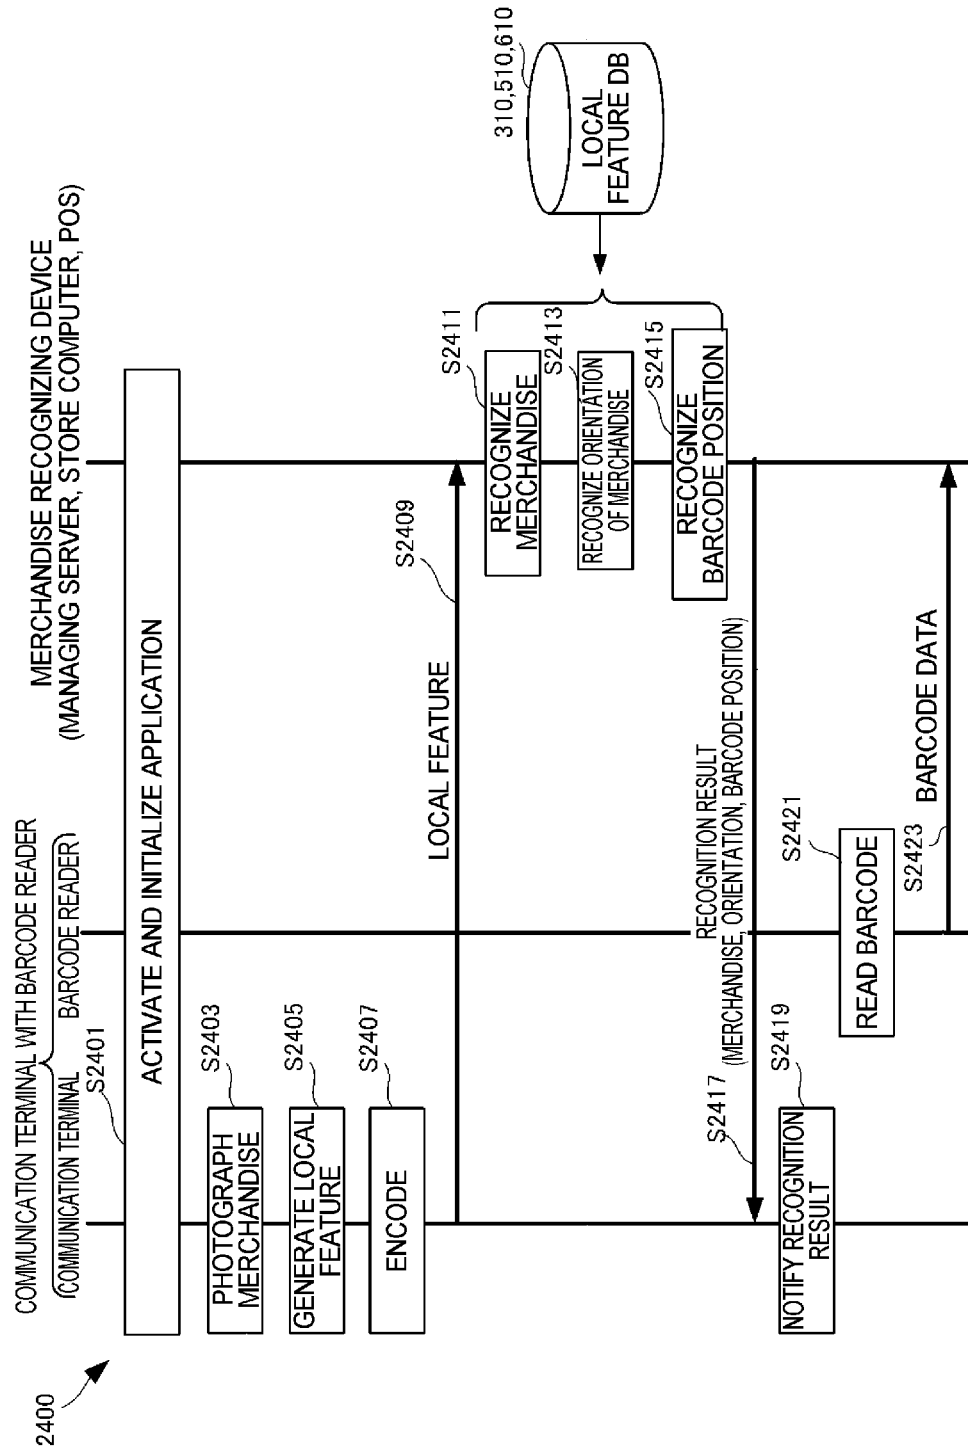 2400
COMMUNICATION TERMINAL WITH BARCODE READER
(COMMUNICATION TERMINAL
BARCODE READER)
MERCHANDISE RECOGNIZING DEVICE
(MANAGING SERVER, STORE COMPUTER, POS)
S2401
ACTIVATE AND INITIALIZE APPLICATION
S2403
PHOTOGRAPH
MERCHANDISE
S2405
GENERATE LOCAL
FEATURE
S2407
ENCODE
LOCAL FEATURE
S2409
S2411
RECOGNIZE
MERCHANDISE
S2413
RECOGNIZE ORIENTATION
OF MERCHANDISE
S2415
RECOGNIZE
BARCODE POSITION
310,510,610
LOCAL
FEATURE DB
S2417
RECOGNITION RESULT
(MERCHANDISE, ORIENTATION, BARCODE POSITION)
S2419
NOTIFY RECOGNITION
RESULT
S2421
READ BARCODE
S2423
BARCODE DATA